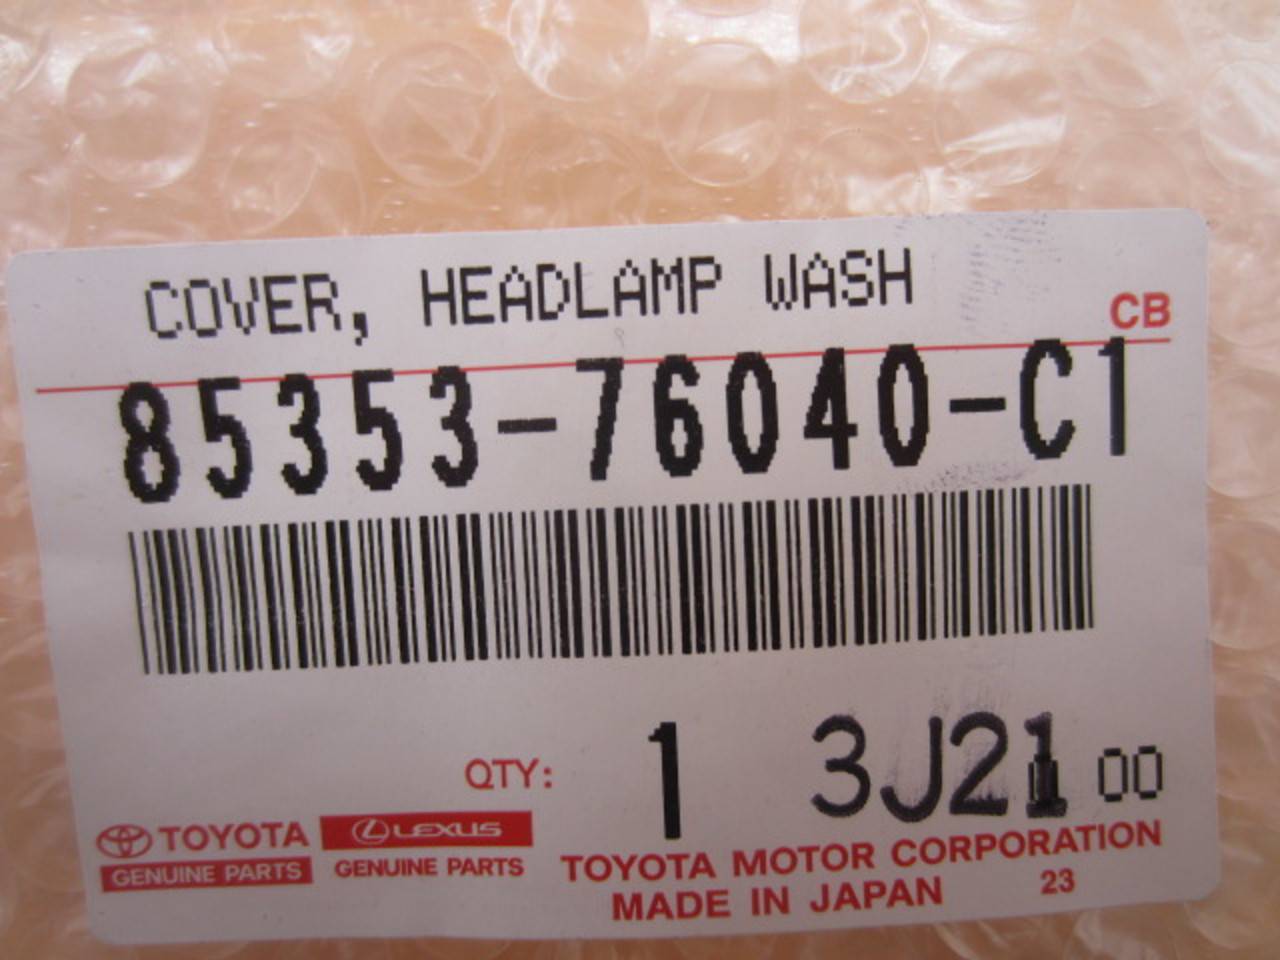 COVER, HEADLAMP WASH
CB
85353-76040-C1
QTY: 1 3J21 00
TOYOTA LEXUS
GENUINE PARTS GENUINE PARTS
TOYOTA MOTOR CORPORATION
MADE IN JAPAN 23